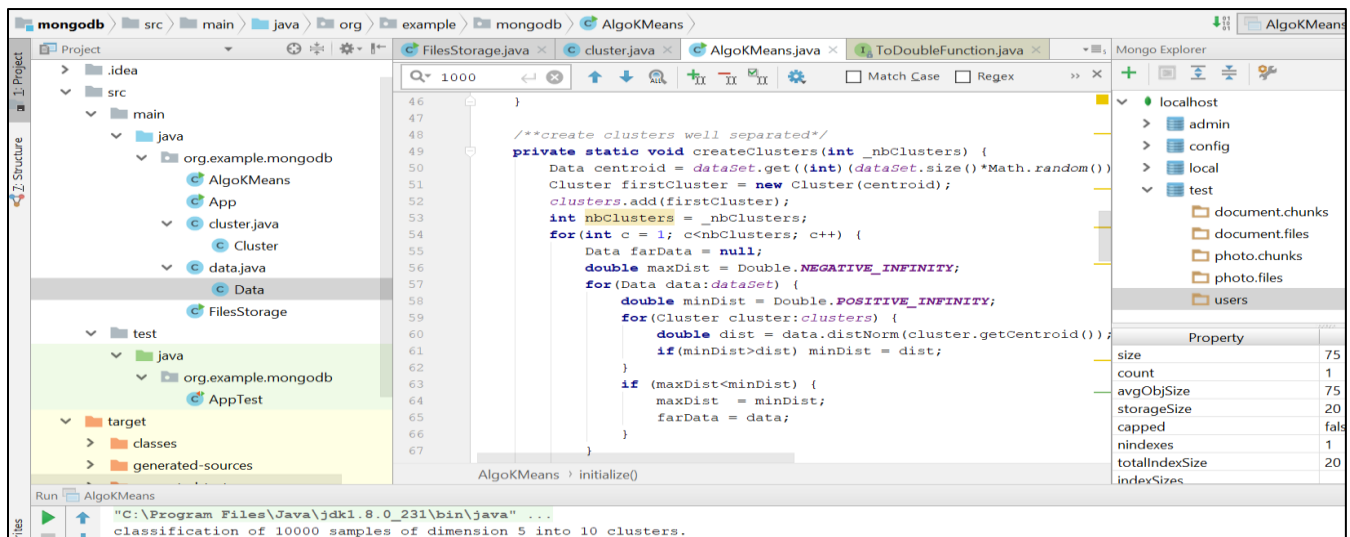 mongodb src main java org example mongodb AlgoKMeans AlgoKMeans
Project
FilesStorage.java cluster.java AlgoKMeans.java ToDoubleFunction.java
Mongo Explorer
1: Project
Z: Structure
.idea
src
main
java
org.example.mongodb
AlgoKMeans
App
cluster.java
Cluster
data.java
Data
FilesStorage
test
java
org.example.mongodb
AppTest
target
classes
generated-sources
1000 Match Case Regex
46 }
47
48 /**create clusters well separated*/
49 private static void createClusters(int _nbClusters) {
50 Data centroid = dataSet.get((int)(dataSet.size()*Math.random())
51 Cluster firstCluster = new Cluster(centroid);
52 clusters.add(firstCluster);
53 int nbClusters = _nbClusters;
54 for(int c = 1; c<nbClusters; c++) {
55 Data farData = null;
56 double maxDist = Double.NEGATIVE_INFINITY;
57 for(Data data:dataSet) {
58 double minDist = Double.POSITIVE_INFINITY;
59 for(Cluster cluster:clusters) {
60 double dist = data.distNorm(cluster.getCentroid());
61 if(minDist>dist) minDist = dist;
62 }
63 if (maxDist<minDist) {
64 maxDist = minDist;
65 farData = data;
66 }
67 }
AlgoKMeans initialize()
localhost
admin
config
local
test
document.chunks
document.files
photo.chunks
photo.files
users
Property
size 75
count 1
avgObjSize 75
storageSize 20
capped fals
nindexes 1
totalIndexSize 20
indexSizes
Run AlgoKMeans
"C:\Program Files\Java\jdk1.8.0_231\bin\java" ...
classification of 10000 samples of dimension 5 into 10 clusters.